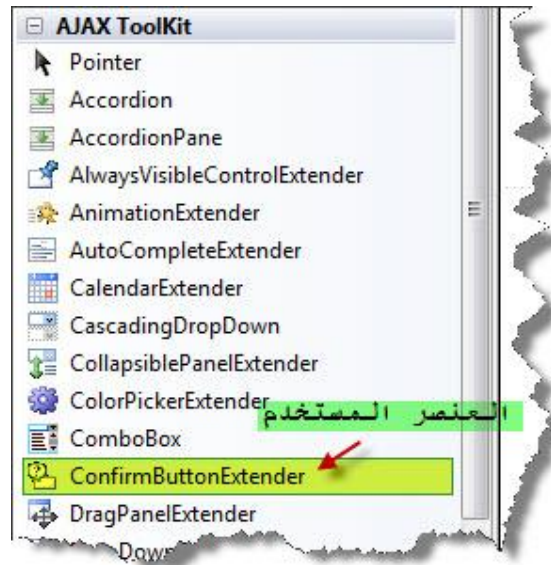 AJAX ToolKit
Pointer
Accordion
AccordionPane
AlwaysVisibleControlExtender
AnimationExtender
AutoCompleteExtender
CalendarExtender
CascadingDropDown
CollapsiblePanelExtender
ColorPickerExtender
العنصر المستخدم
ComboBox
ConfirmButtonExtender
DragPanelExtender